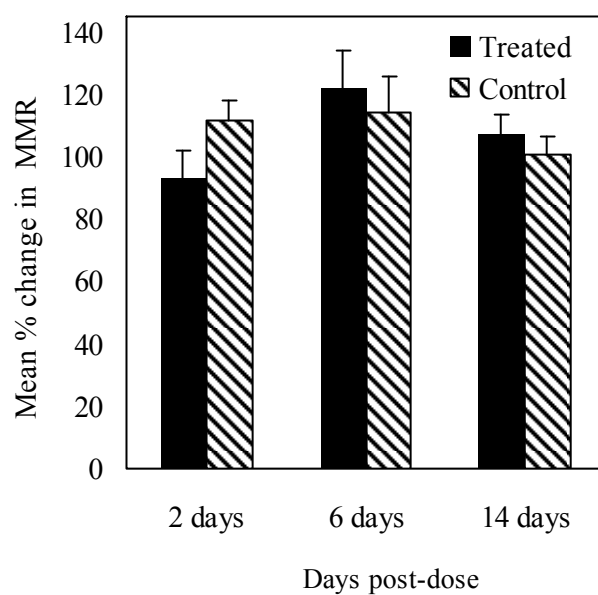 Mean % change in MMR
140
120
100
80
60
40
20
0
Treated
Control
2 days
6 days
14 days
Days post-dose